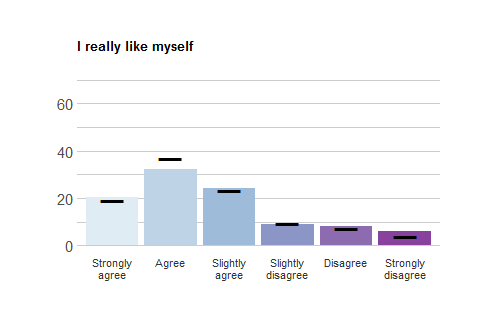 I really like myself
60
40
20
0
Strongly agree
Agree
Slightly agree
Slightly disagree
Disagree
Strongly disagree